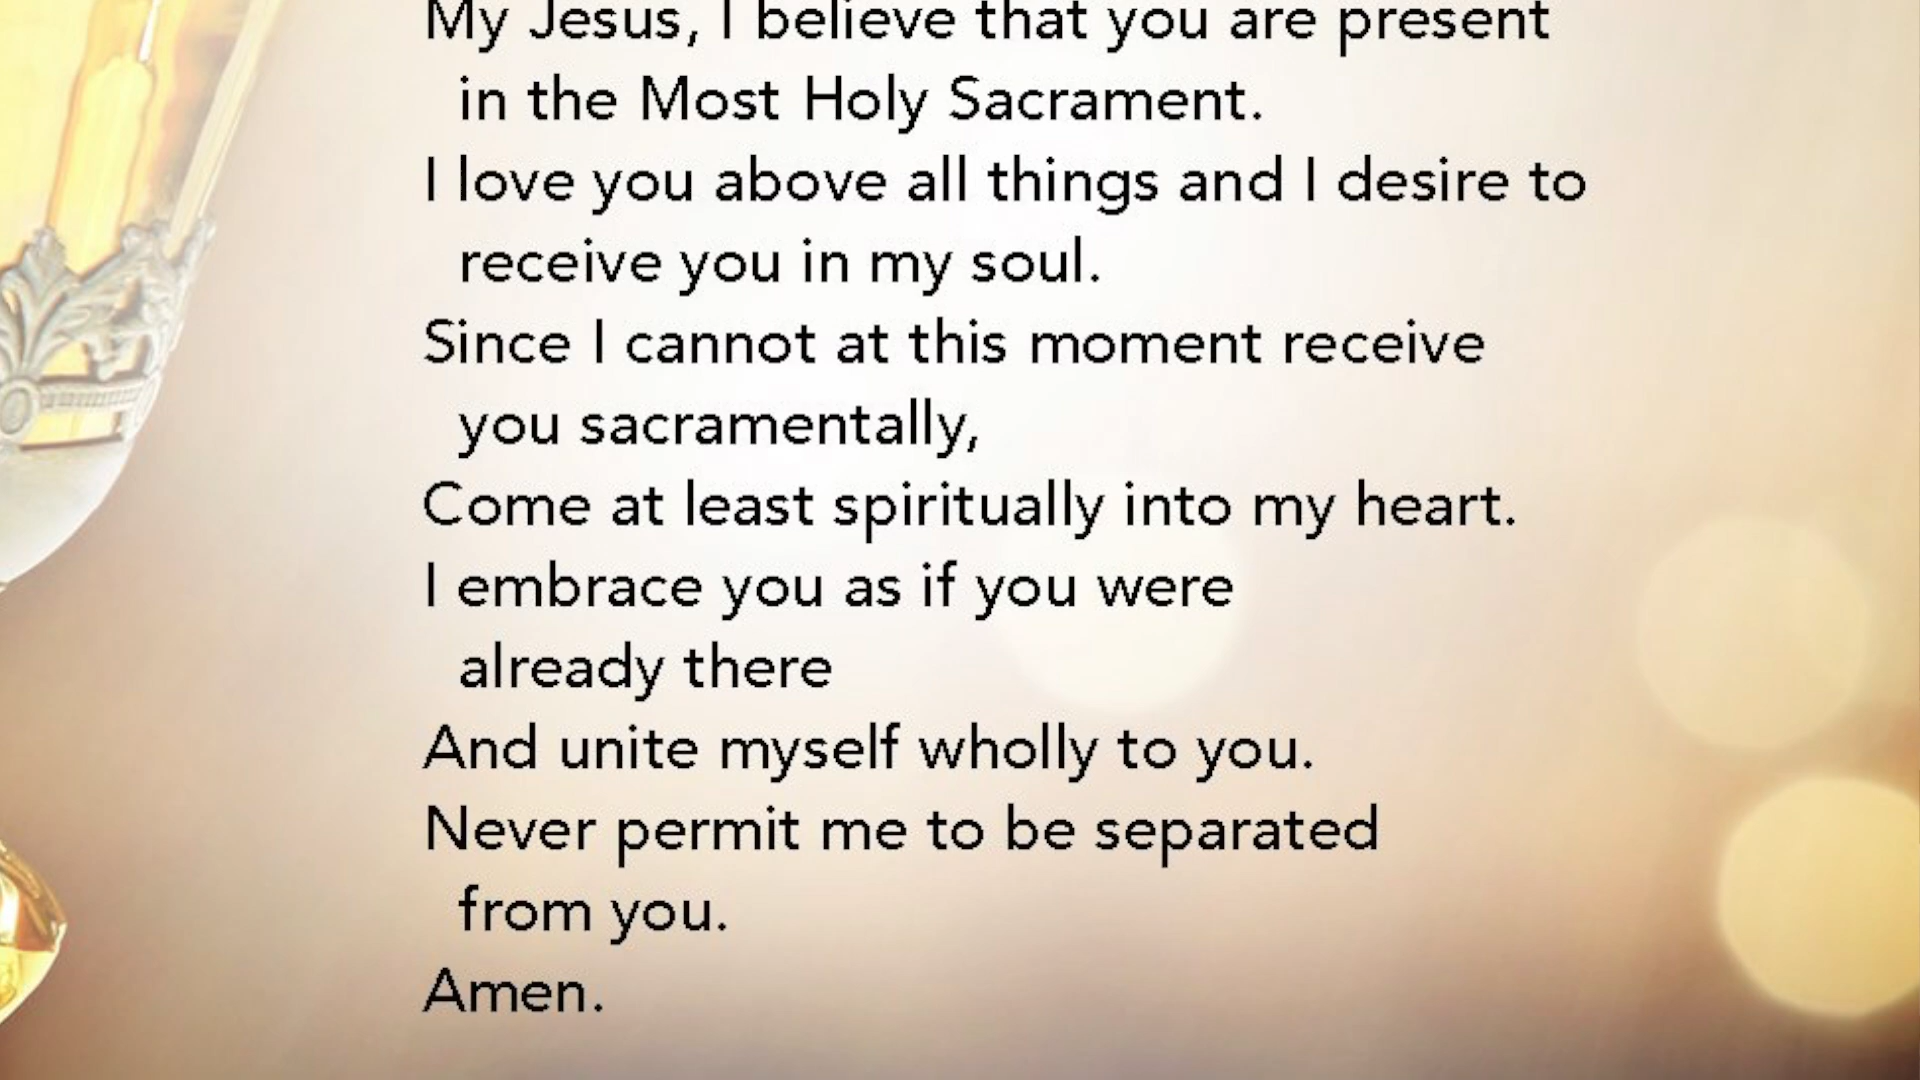 My Jesus, I believe that you are present
in the Most Holy Sacrament.
I love you above all things and I desire to
receive you in my soul.
Since I cannot at this moment receive
you sacramentally,
Come at least spiritually into my heart.
I embrace you as if you were
already there
And unite myself wholly to you.
Never permit me to be separated
from you.
Amen.